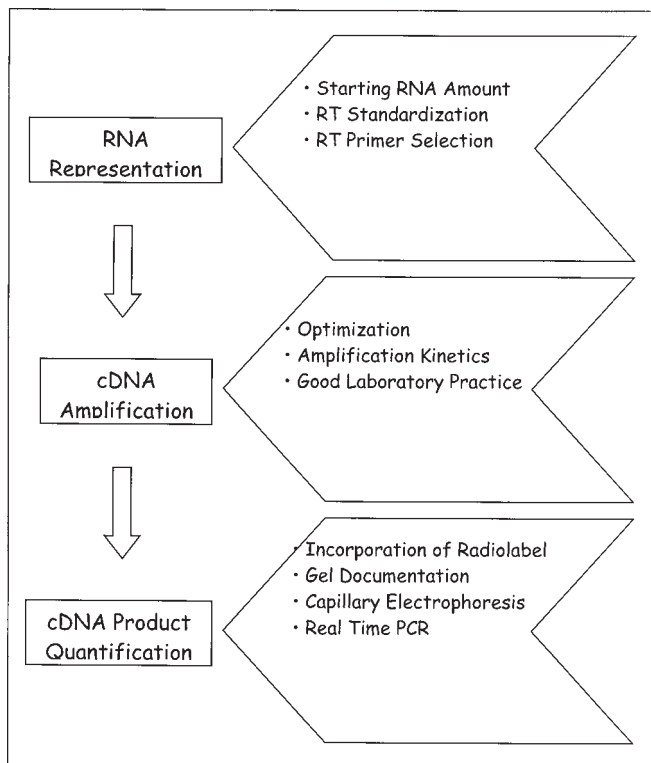 RNA
Representation
· Starting RNA Amount
· RT Standardization
· RT Primer Selection
cDNA
Amplification
· Optimization
· Amplification Kinetics
· Good Laboratory Practice
cDNA Product
Quantification
· Incorporation of Radiolabel
· Gel Documentation
· Capillary Electrophoresis
· Real Time PCR